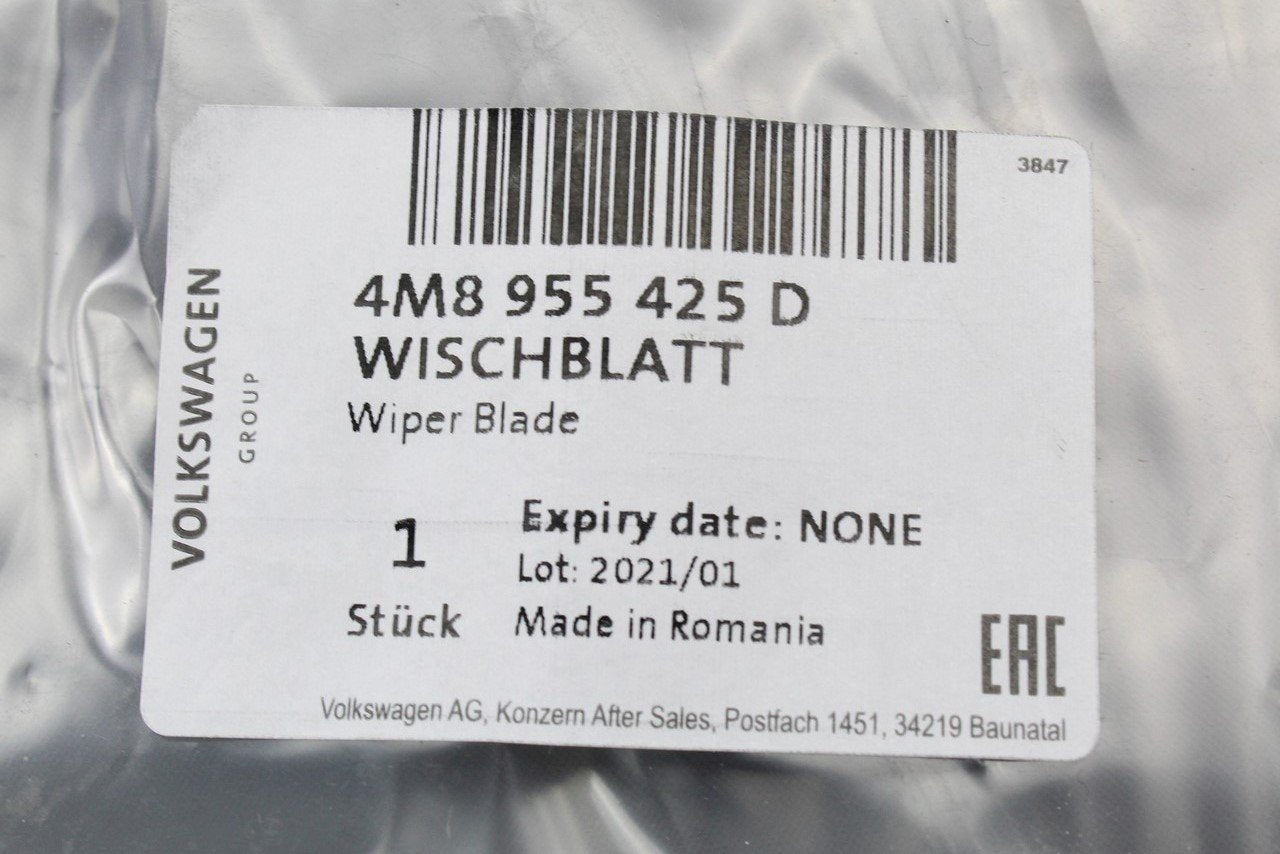 3847
4M8 955 425 D
WISCHBLATT
Wiper Blade
VOLKSWAGEN
GROUP
1
Stück
Expiry date: NONE
Lot: 2021/01
Made in Romania
EAC
Volkswagen AG, Konzern After Sales, Postfach 1451, 34219 Baunatal